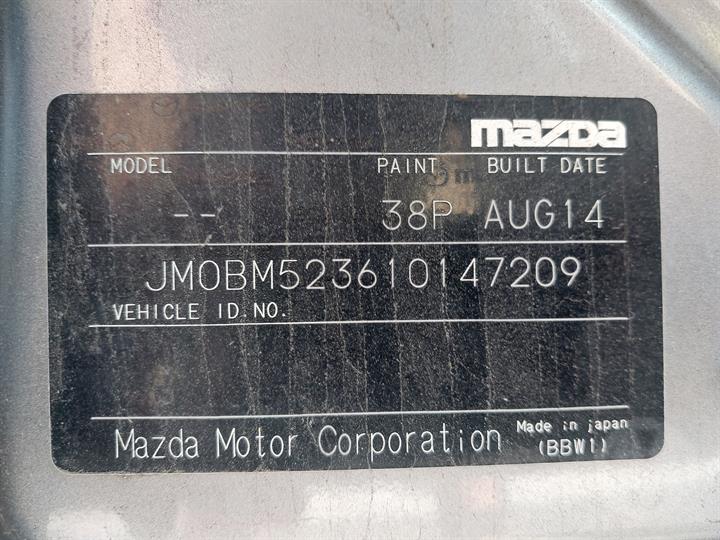 mazda
MODEL PAINT BUILT DATE
-- 38P AUG14
JM0BM523610147209
VEHICLE ID.NO.
Mazda Motor Corporation Made in japan
(BBW1)